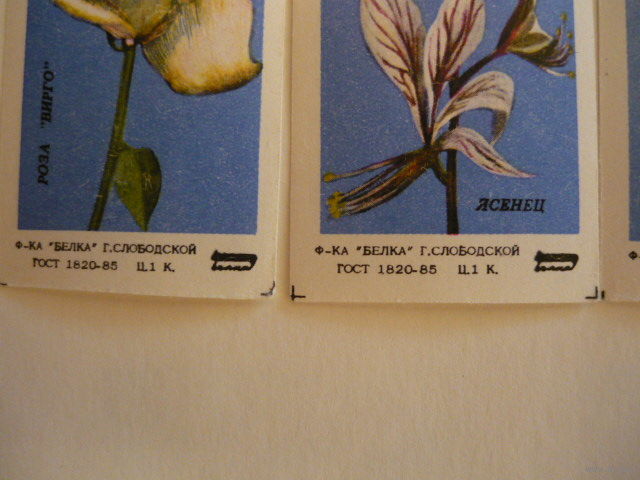 РОЗА "ВИРГО"
Ф-КА "БЕЛКА" Г.СЛОБОДСКОЙ
ГОСТ 1820-85 Ц.1 К.
ЯСЕНЕЦ
Ф-КА "БЕЛКА" Г.СЛОБОДСКОЙ
ГОСТ 1820-85 Ц.1 К.
Ф-